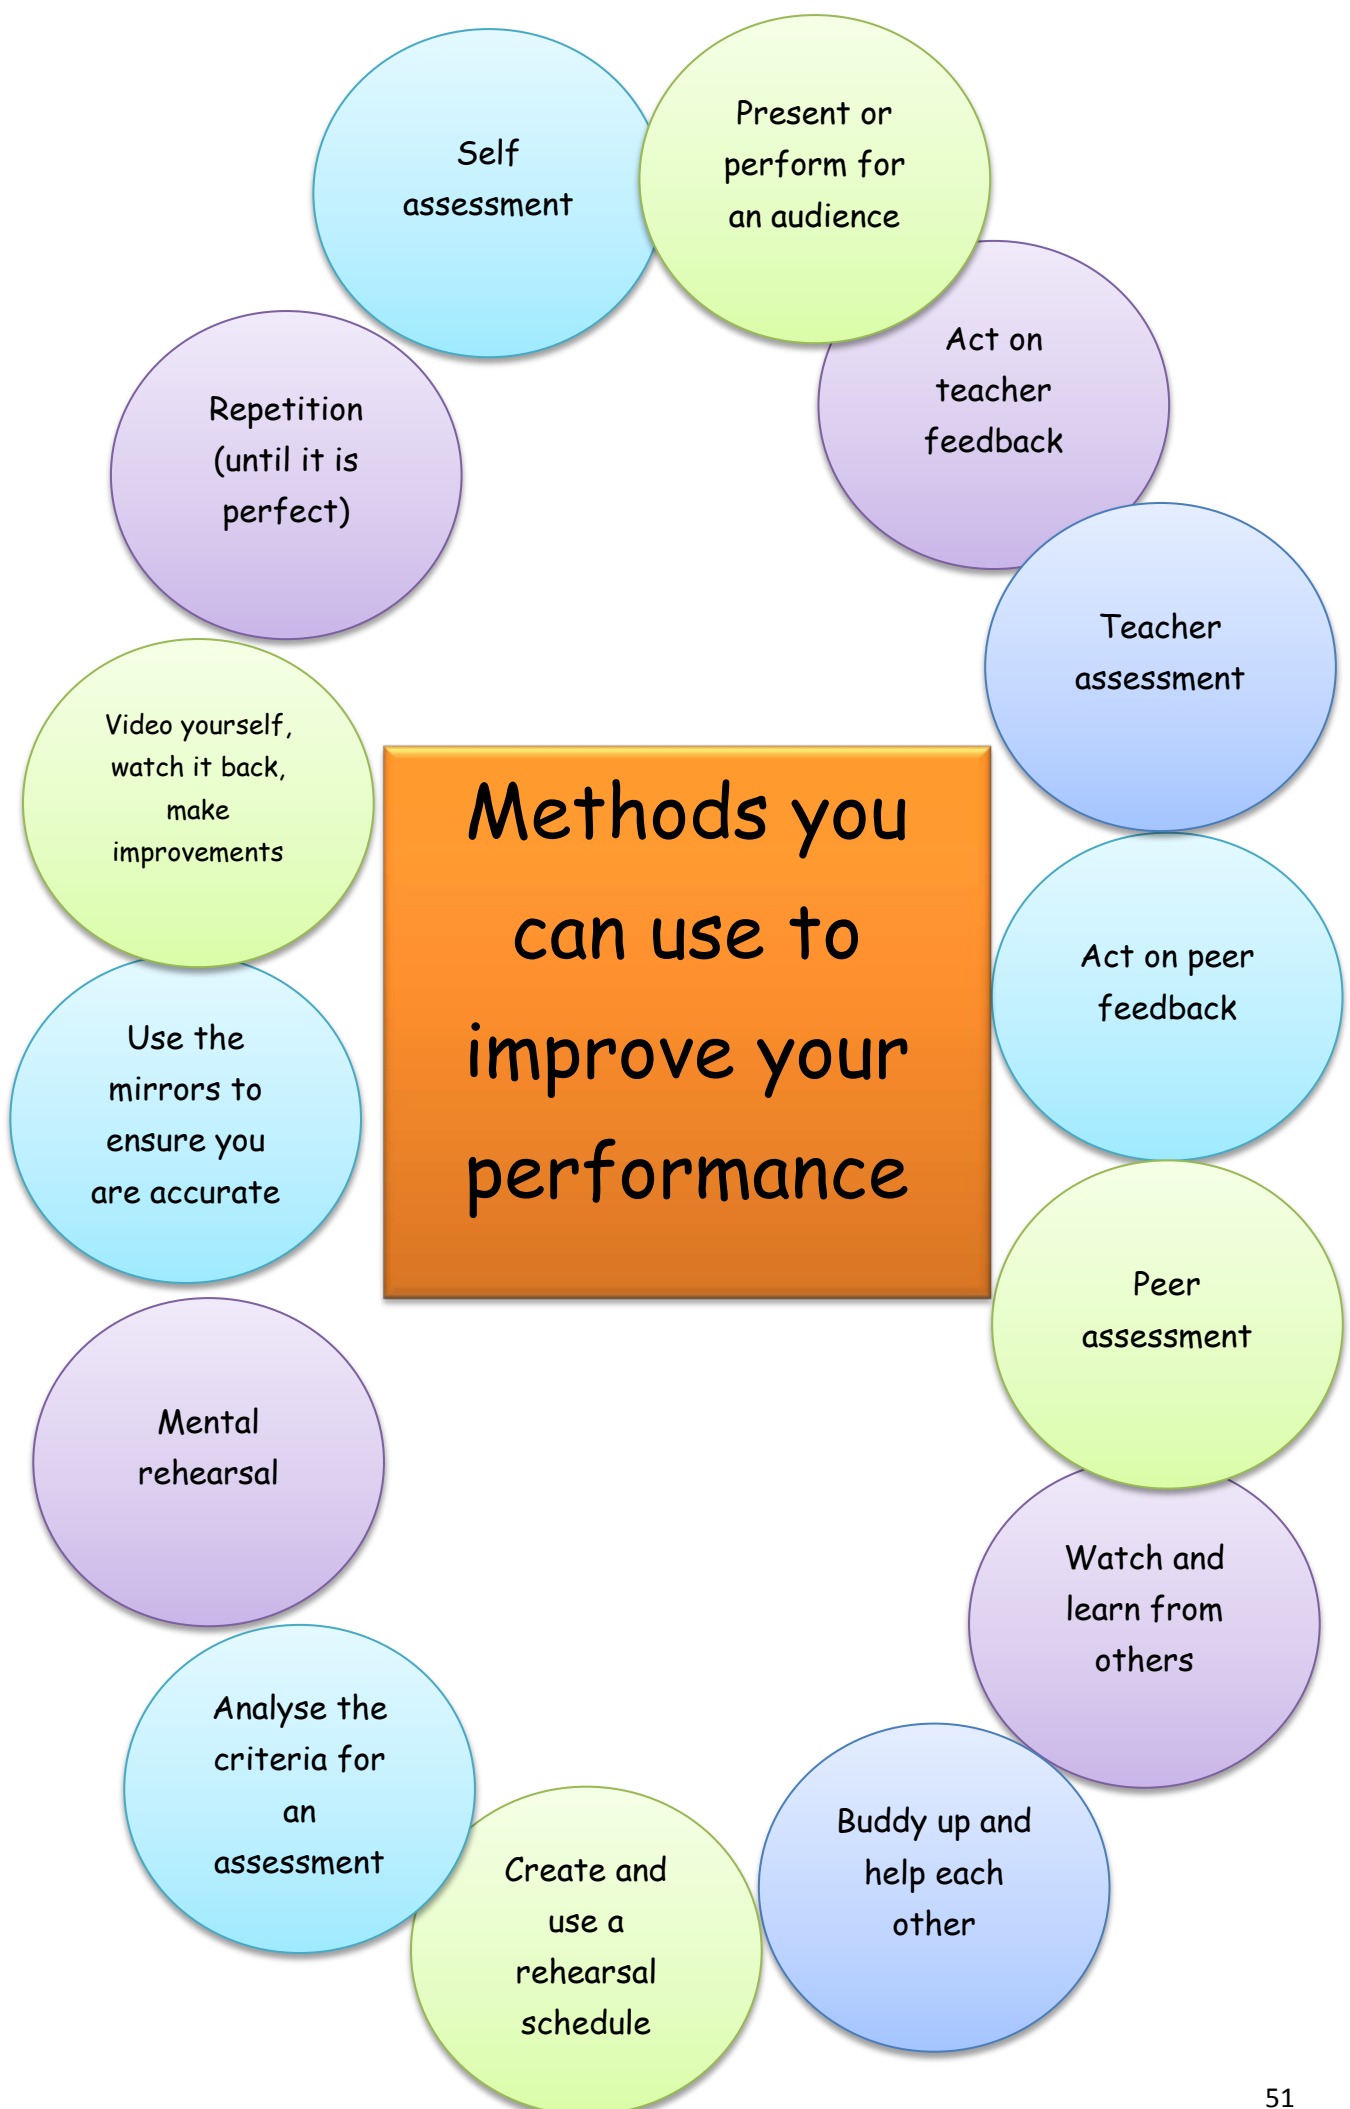 Self
assessment
Present or
perform for
an audience
Act on
teacher
feedback
Teacher
assessment
Act on peer
feedback
Peer
assessment
Watch and
learn from
others
Buddy up and
help each
other
Create and
use a
rehearsal
schedule
Analyse the
criteria for
an
assessment
Mental
rehearsal
Use the
mirrors to
ensure you
are accurate
Video yourself,
watch it back,
make
improvements
Repetition
(until it is
perfect)
Methods you
can use to
improve your
performance
51